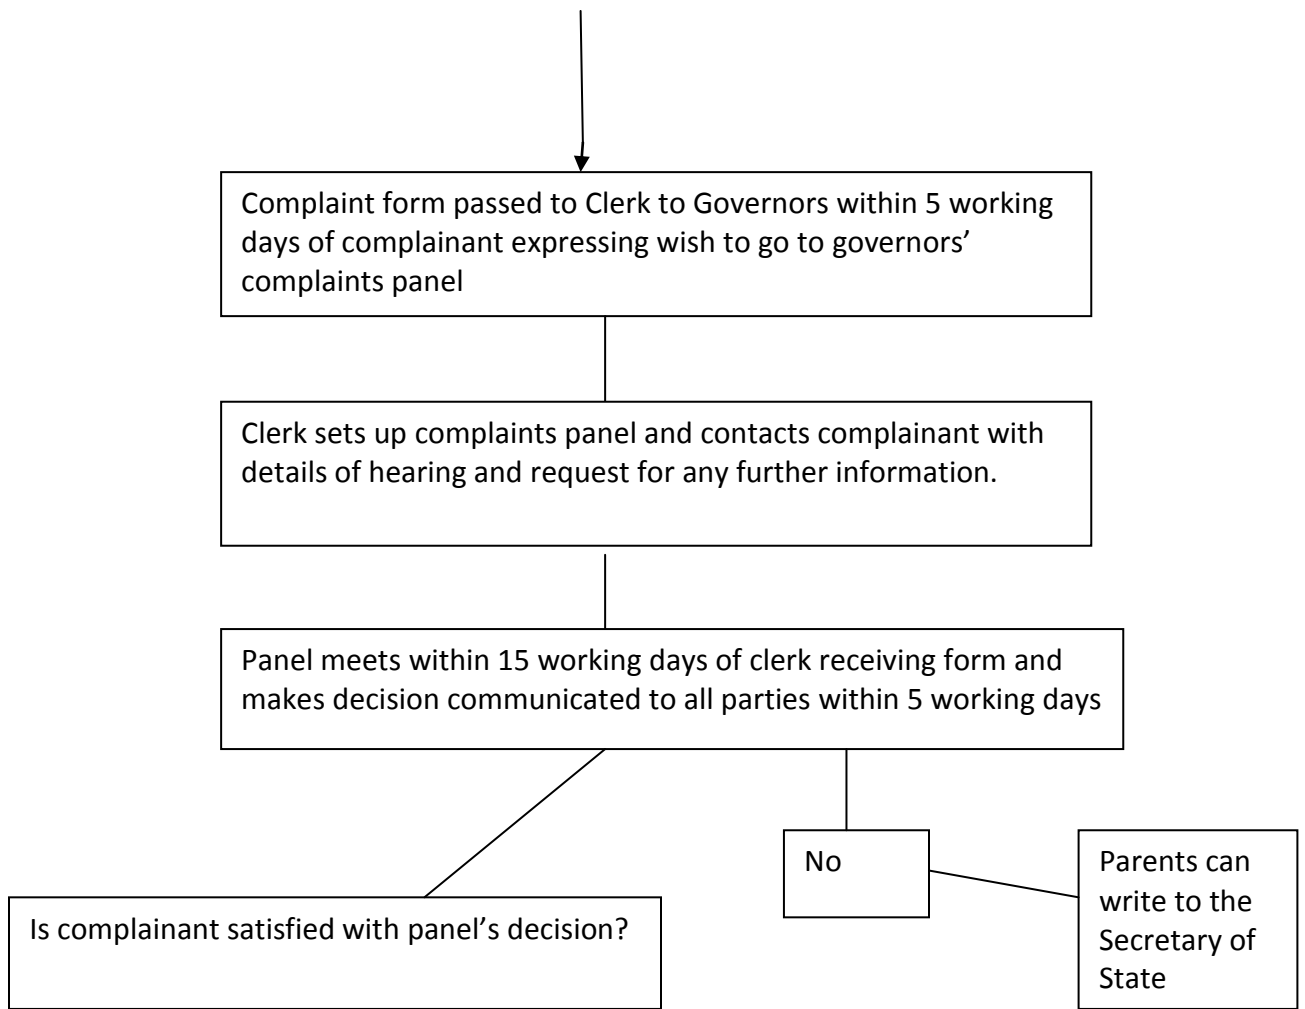 Complaint form passed to Clerk to Governors within 5 working
days of complainant expressing wish to go to governors’
complaints panel
Clerk sets up complaints panel and contacts complainant with
details of hearing and request for any further information.
Panel meets within 15 working days of clerk receiving form and
makes decision communicated to all parties within 5 working days
Is complainant satisfied with panel’s decision?
No
Parents can
write to the
Secretary of
State